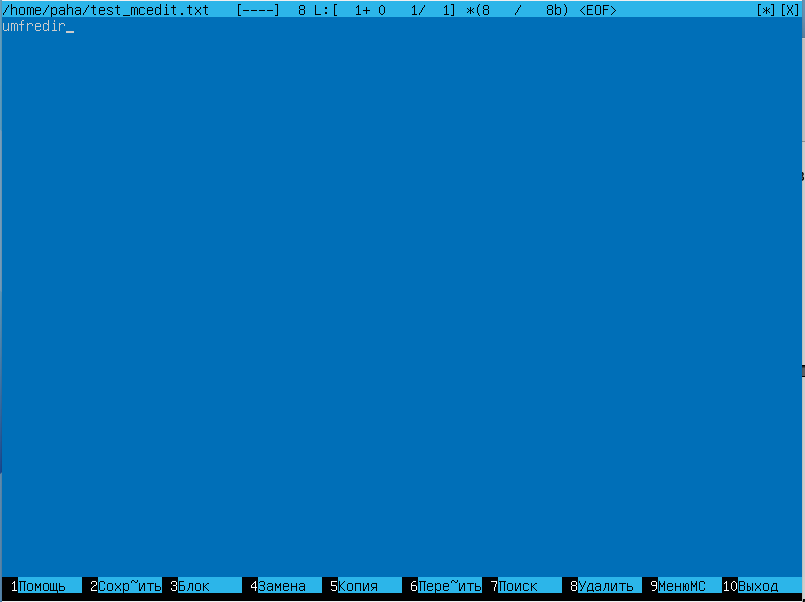 /home/paha/test_mcedit.txt [----] 8 L:[ 1+ 0 1/ 1] *(8 / 8b) <EOF> [*][X]
umfredir_
1Помощь 2Сохр~ить 3Блок 4Замена 5Копия 6Пере~ить 7Поиск 8Удалить 9МенюMC 10Выход